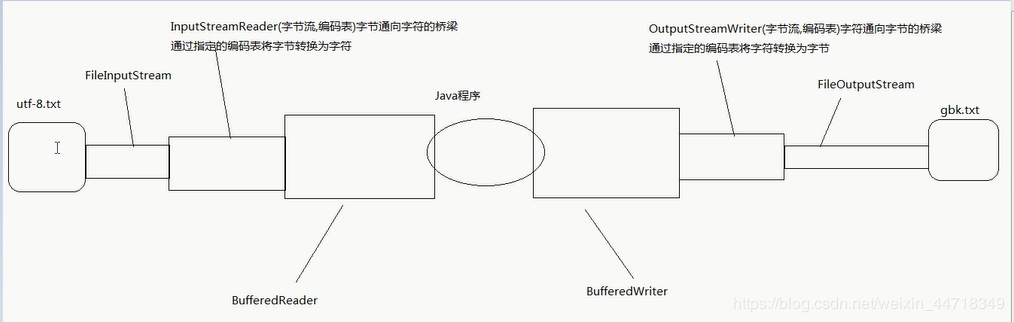 InputStreamReader(字节流,编码表)字节通向字符的桥梁
通过指定的编码表将字节转换为字符
OutputStreamWriter(字节流,编码表)字符通向字节的桥梁
通过指定的编码表将字符转换为字节
FileInputStream
FileOutputStream
Java程序
utf-8.txt
gbk.txt
BufferedReader
BufferedWriter
https://blog.csdn.net/weixin_44718349